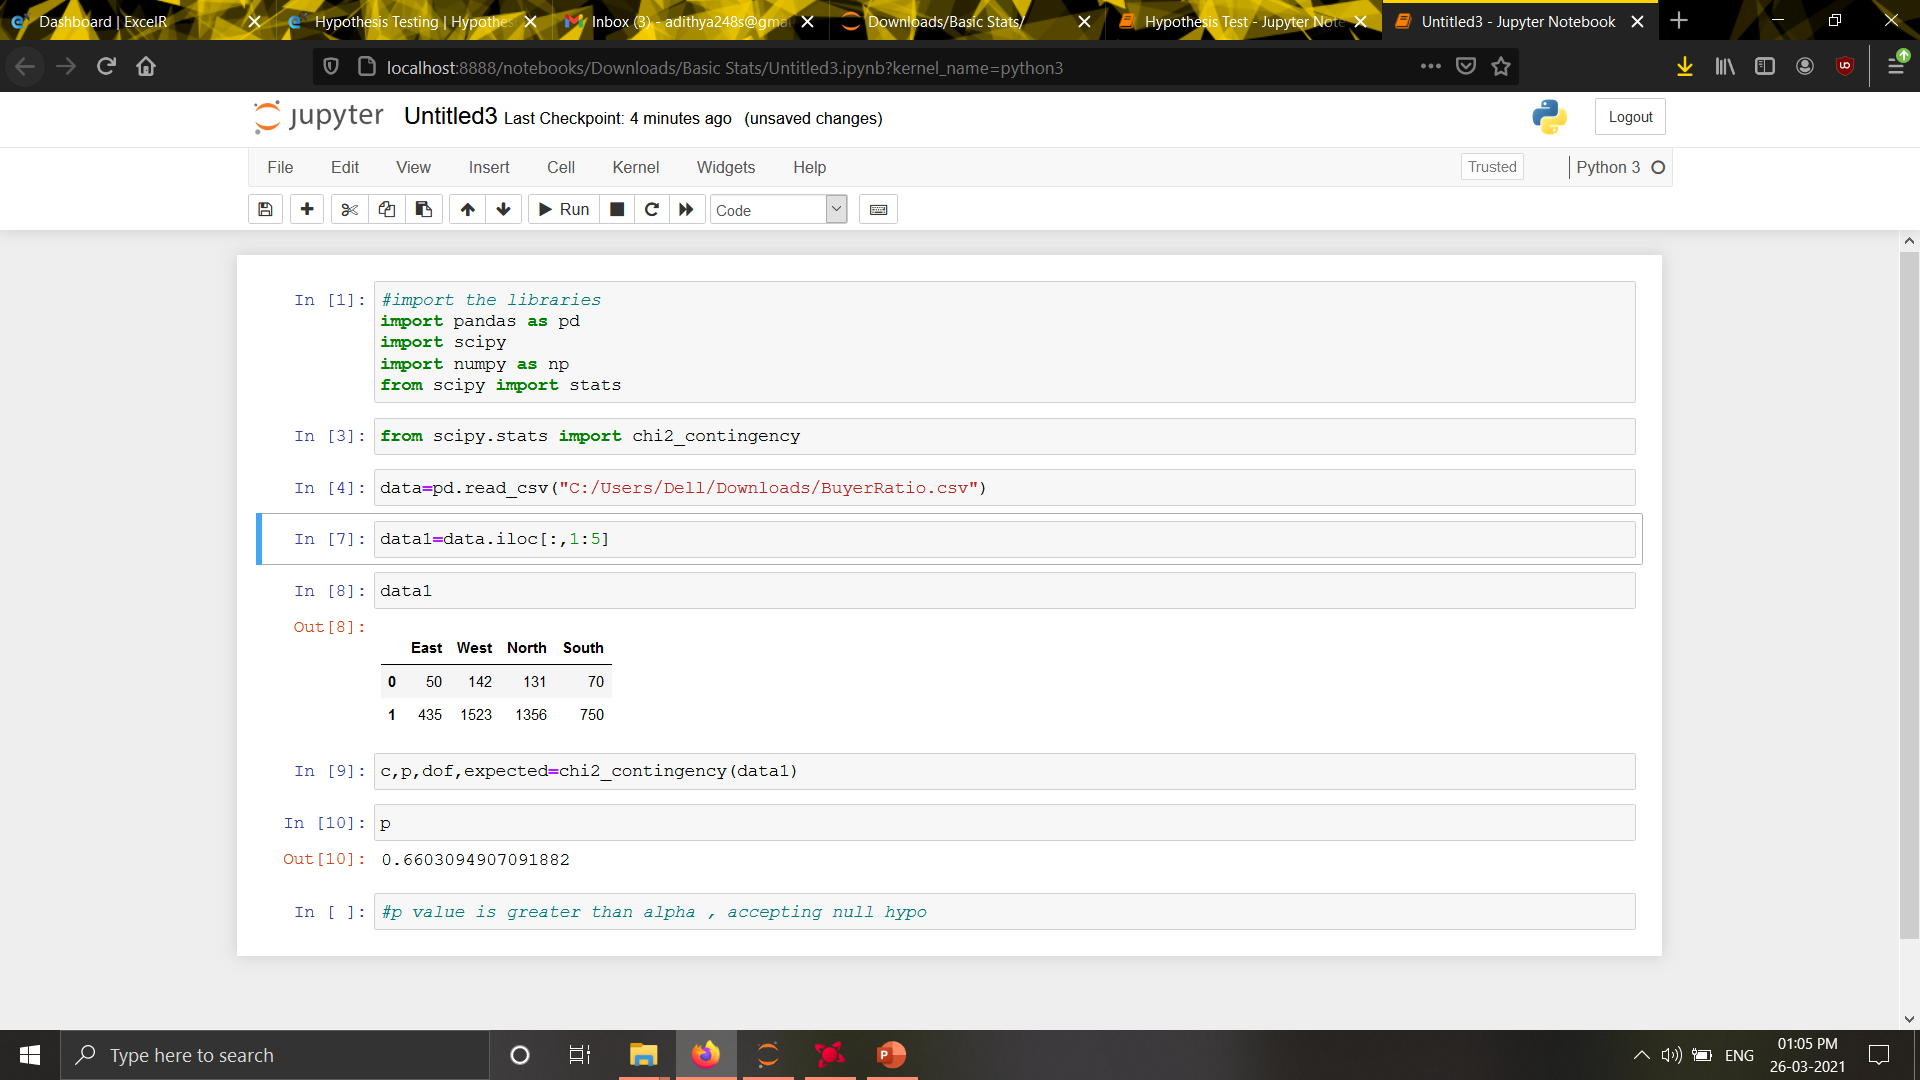 Dashboard | ExcelR
Hypothesis Testing | Hypothes
Inbox (3) - adithya248s@gma
Downloads/Basic Stats/
Hypothesis Test - Jupyter Note
Untitled3 - Jupyter Notebook
localhost:8888/notebooks/Downloads/Basic Stats/Untitled3.ipynb?kernel_name=python3
jupyter Untitled3 Last Checkpoint: 4 minutes ago (unsaved changes)
Logout
File Edit View Insert Cell Kernel Widgets Help
Trusted
Python 3
Run
Code
In [1]: #import the libraries
import pandas as pd
import scipy
import numpy as np
from scipy import stats
In [3]: from scipy.stats import chi2_contingency
In [4]: data=pd.read_csv("C:/Users/Dell/Downloads/BuyerRatio.csv")
In [7]: data1=data.iloc[:,1:5]
In [8]: data1
Out[8]:
East West North South
0 50 142 131 70
1 435 1523 1356 750
In [9]: c,p,dof,expected=chi2_contingency(data1)
In [10]: p
Out[10]: 0.6603094907091882
In [ ]: #p value is greater than alpha , accepting null hypo
Type here to search
ENG
01:05 PM
26-03-2021